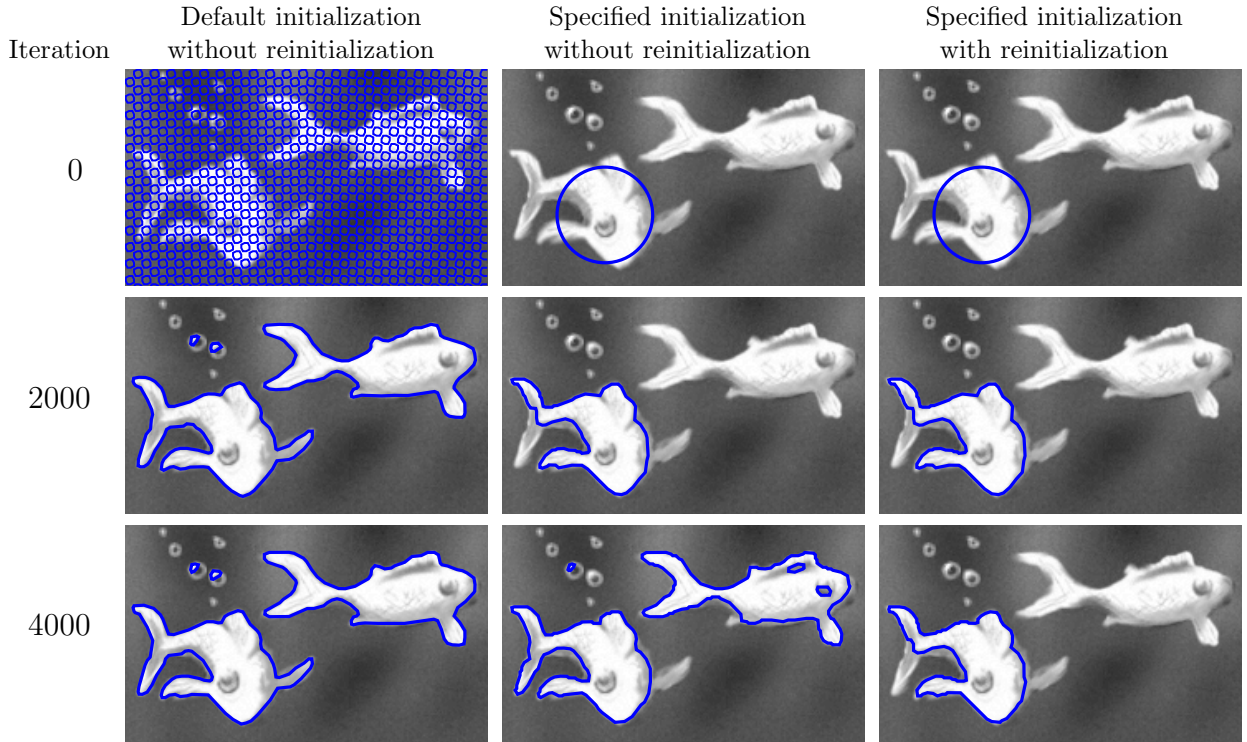 Default initialization
without reinitialization
Specified initialization
without reinitialization
Specified initialization
with reinitialization
Iteration
0
2000
4000